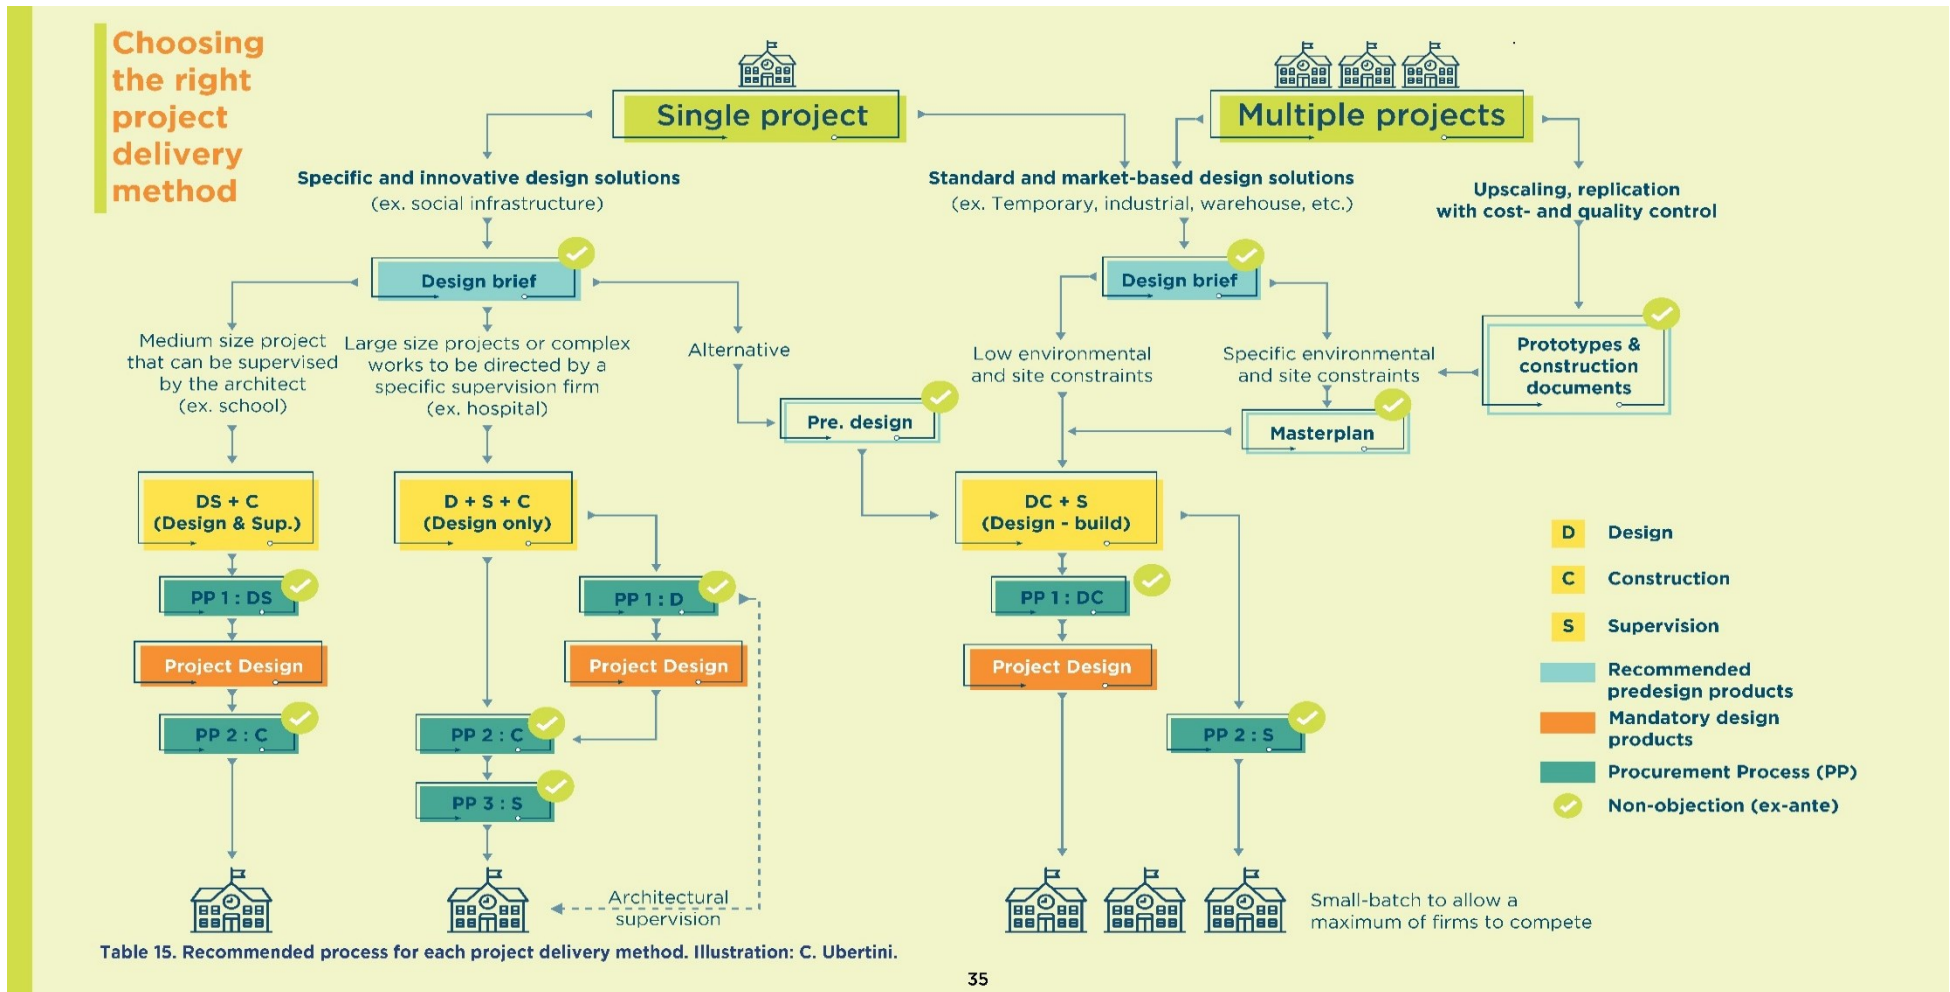 Choosing
the right
project
delivery
method
Single project
Multiple projects
Specific and innovative design solutions
(ex. social infrastructure)
Standard and market-based design solutions
(ex. Temporary, industrial, warehouse, etc.)
Upscaling, replication
with cost- and quality control
Design brief
Design brief
Medium size project
that can be supervised
by the architect
(ex. school)
Large size projects or complex
works to be directed by a
specific supervision firm
(ex. hospital)
Alternative
Low environmental
and site constraints
Specific environmental
and site constraints
Prototypes &
construction
documents
Pre. design
Masterplan
DS + C
(Design & Sup.)
D + S + C
(Design only)
DC + S
(Design - build)
PP 1 : DS
PP 1 : D
PP 1 : DC
Project Design
Project Design
Project Design
PP 2 : C
PP 2 : C
PP 2 : S
PP 3 : S
Architectural
supervision
Small-batch to allow a
maximum of firms to compete
D Design
C Construction
S Supervision
Recommended
predesign products
Mandatory design
products
Procurement Process (PP)
Non-objection (ex-ante)
Table 15. Recommended process for each project delivery method. Illustration: C. Ubertini.
35